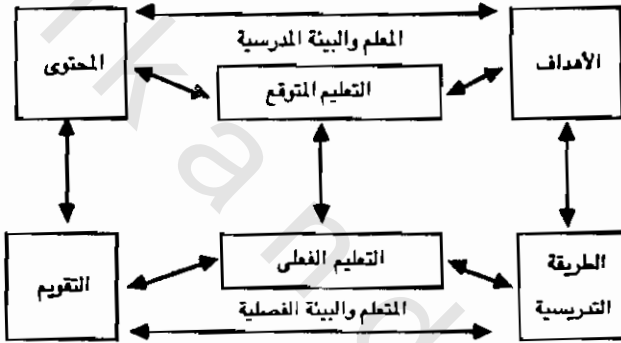 المعلم والبيئة المدرسية
الأهداف
المحتوى
التعليم المتوقع
التعليم الفعلى
الطريقة
التدريسية
التقويم
المتعلم والبيئة الفصلية